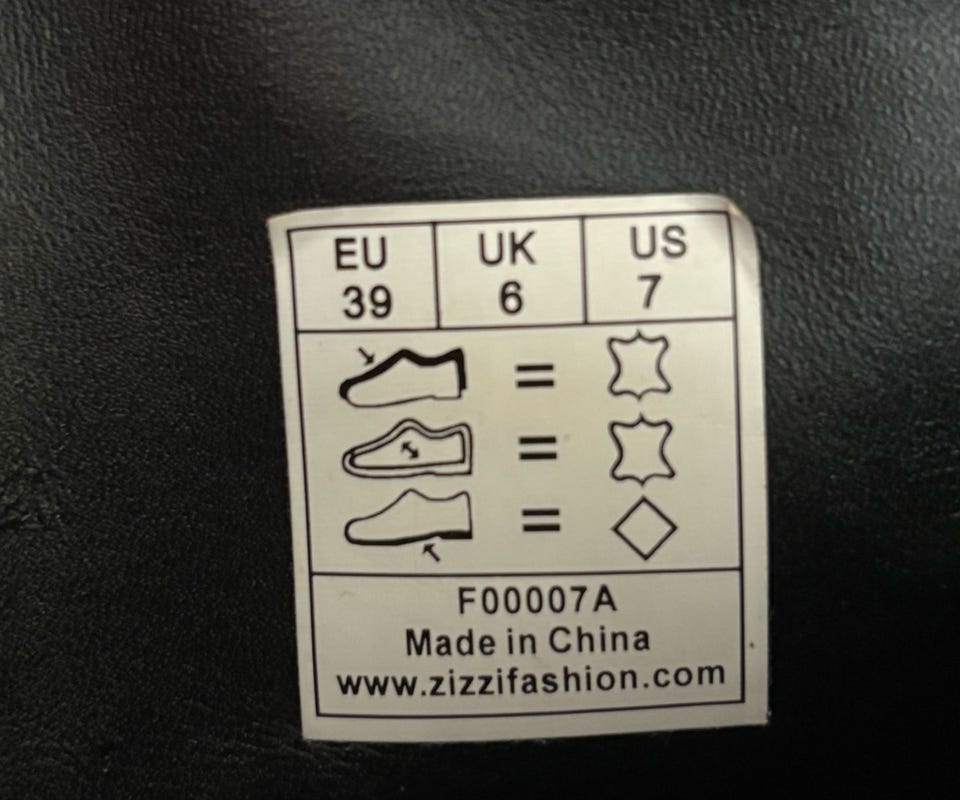 EU UK US
39 6 7
=
=
=
F00007A
Made in China
www.zizzifashion.com